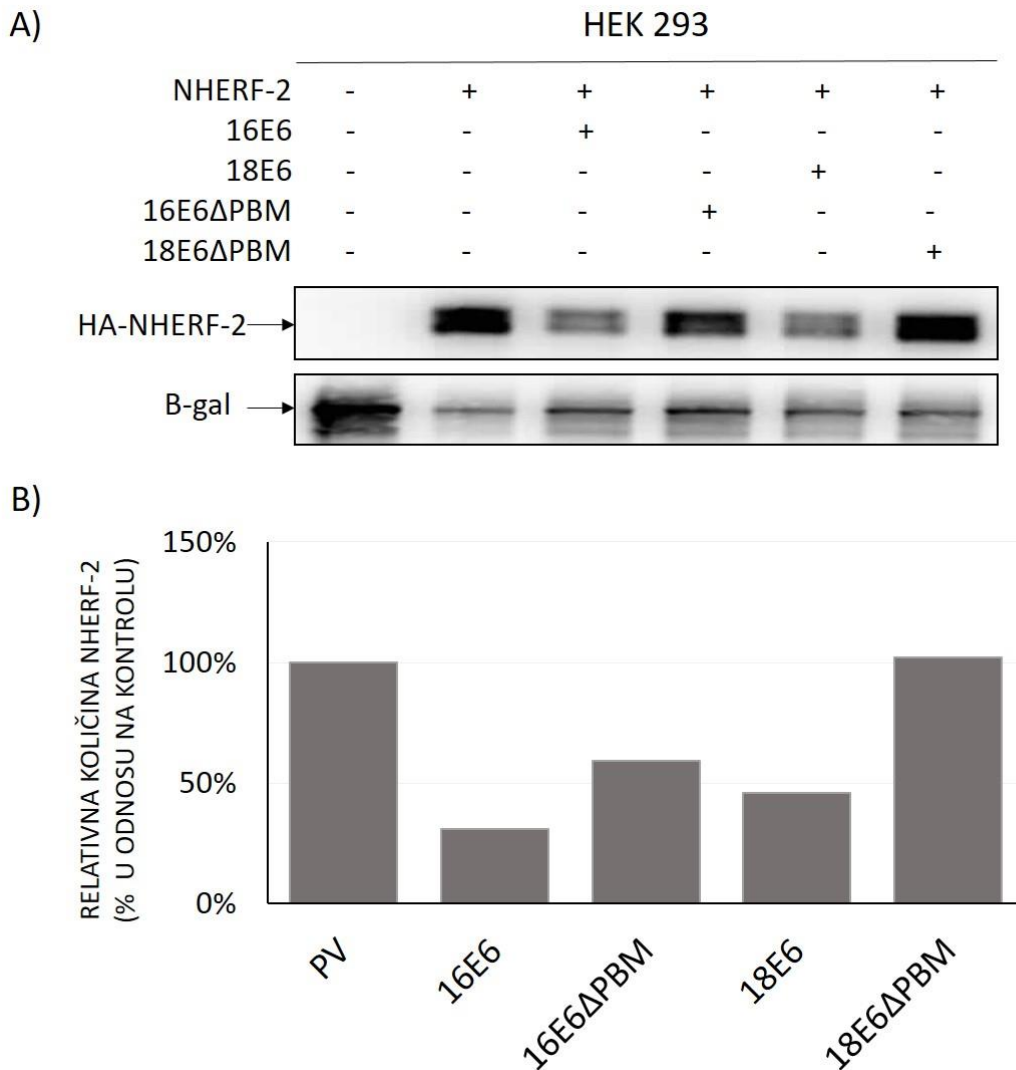 A)
HEK 293
NHERF-2 - + + + + +
16E6 - - + - - -
18E6 - - - - + -
16E6ΔPBM - - - + - -
18E6ΔPBM - - - - - +
HA-NHERF-2
B-gal
B)
RELATIVNA KOLIČINA NHERF-2
(% U ODNOSU NA KONTROLU)
150%
100%
50%
0%
PV
16E6
16E6ΔPBM
18E6
18E6ΔPBM